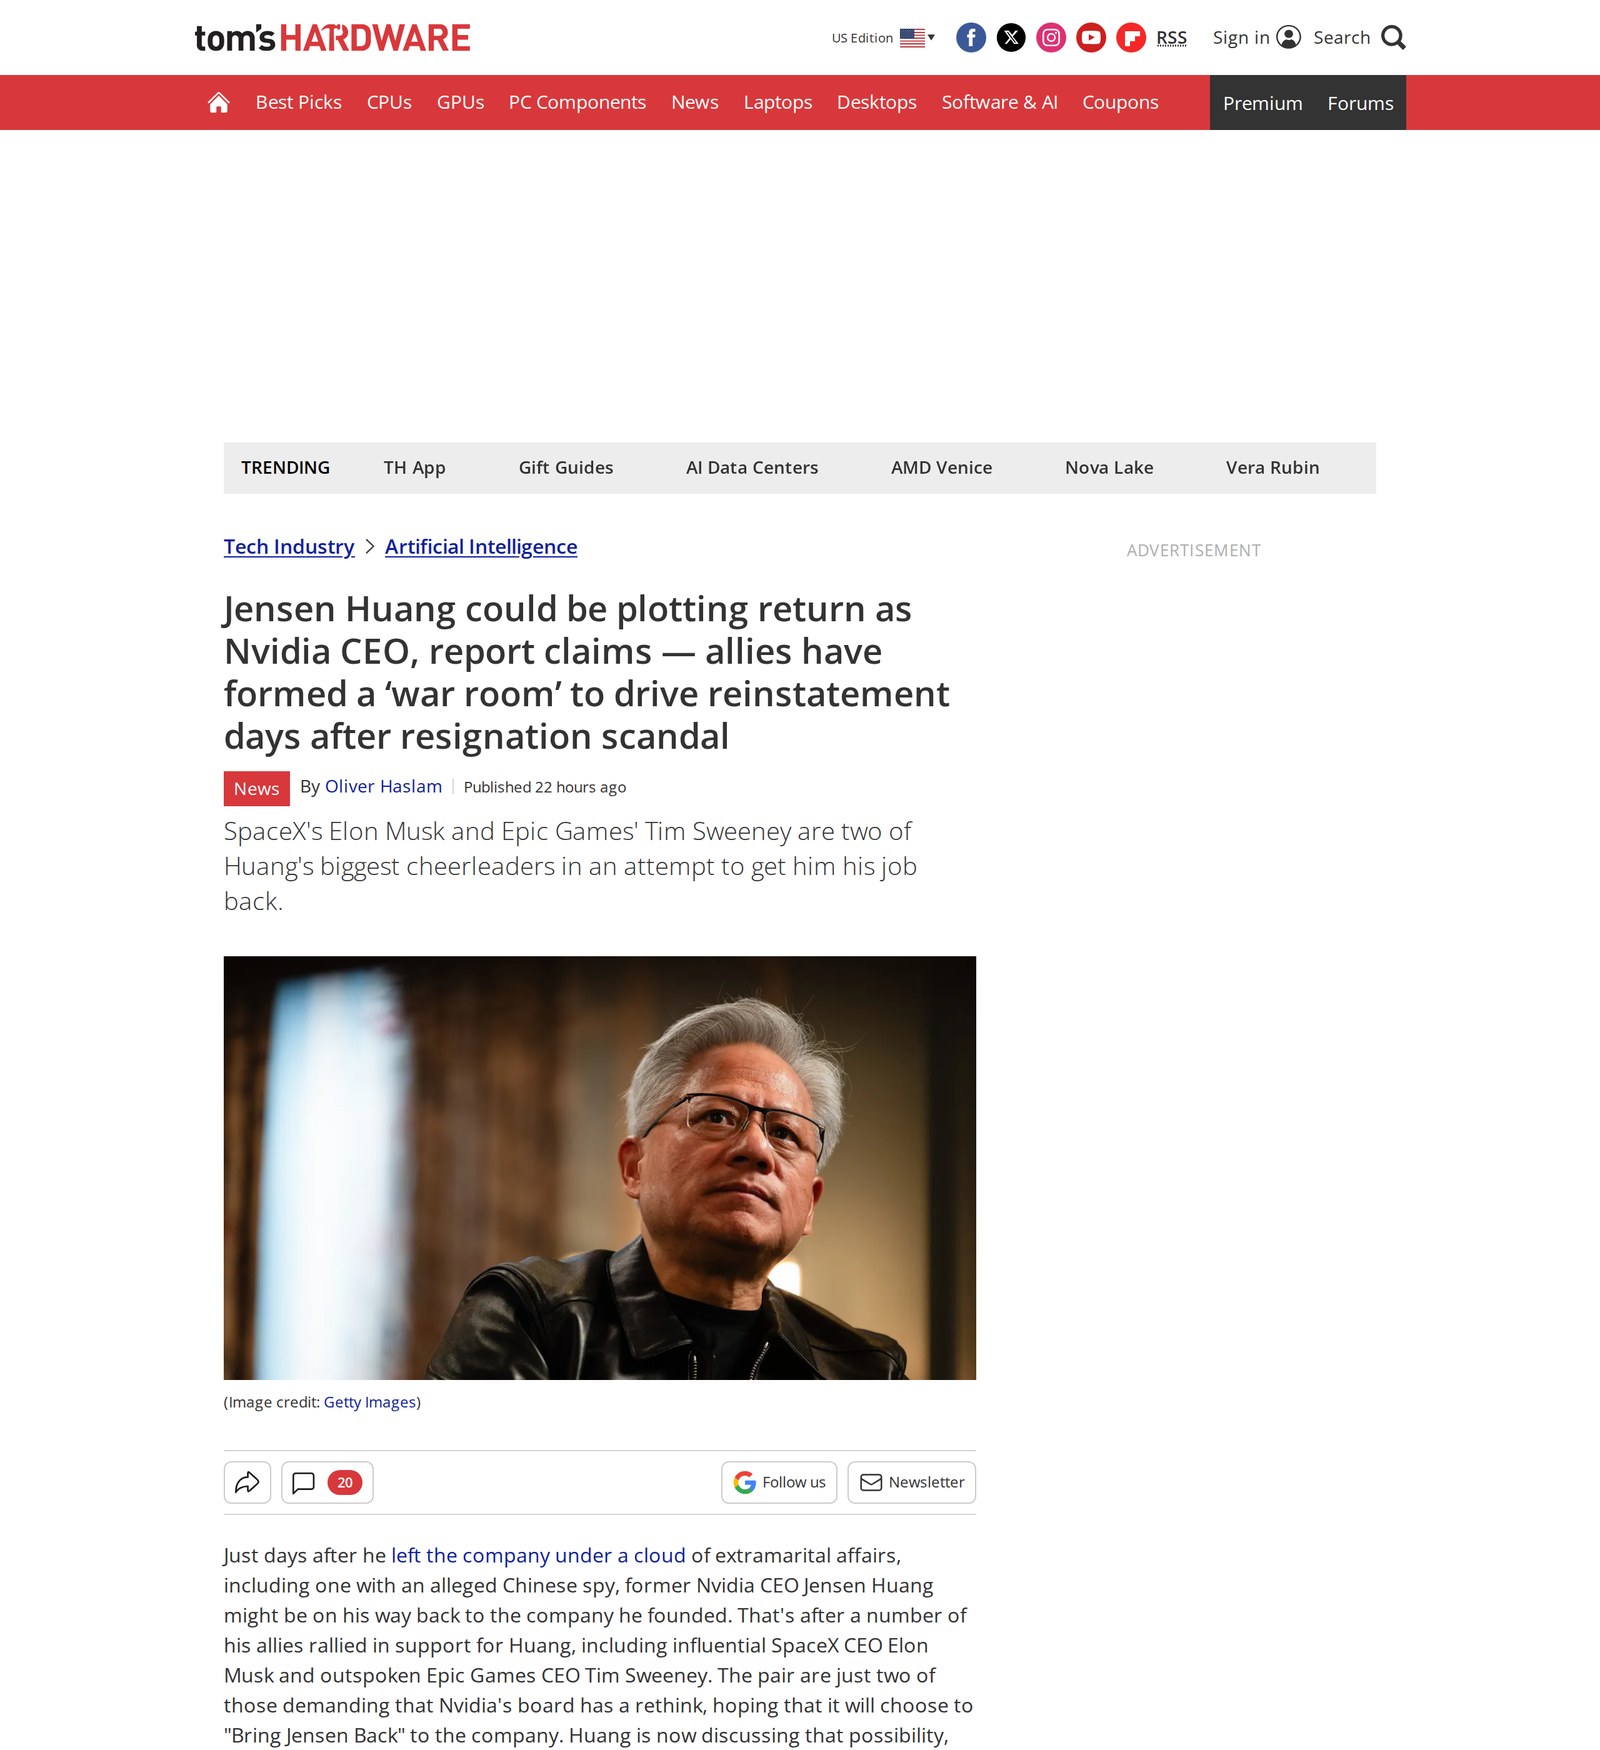 tom's HARDWARE
US Edition
RSS
Sign in
Search
Best Picks
CPUs
GPUs
PC Components
News
Laptops
Desktops
Software & AI
Coupons
Premium
Forums
TRENDING
TH App
Gift Guides
AI Data Centers
AMD Venice
Nova Lake
Vera Rubin
Tech Industry
Artificial Intelligence
ADVERTISEMENT
Jensen Huang could be plotting return as
Nvidia CEO, report claims — allies have
formed a ‘war room’ to drive reinstatement
days after resignation scandal
News
By Oliver Haslam
Published 22 hours ago
SpaceX's Elon Musk and Epic Games' Tim Sweeney are two of
Huang's biggest cheerleaders in an attempt to get him his job
back.
(Image credit: Getty Images)
20
Follow us
Newsletter
Just days after he left the company under a cloud of extramarital affairs,
including one with an alleged Chinese spy, former Nvidia CEO Jensen Huang
might be on his way back to the company he founded. That's after a number of
his allies rallied in support for Huang, including influential SpaceX CEO Elon
Musk and outspoken Epic Games CEO Tim Sweeney. The pair are just two of
those demanding that Nvidia's board has a rethink, hoping that it will choose to
"Bring Jensen Back" to the company. Huang is now discussing that possibility,